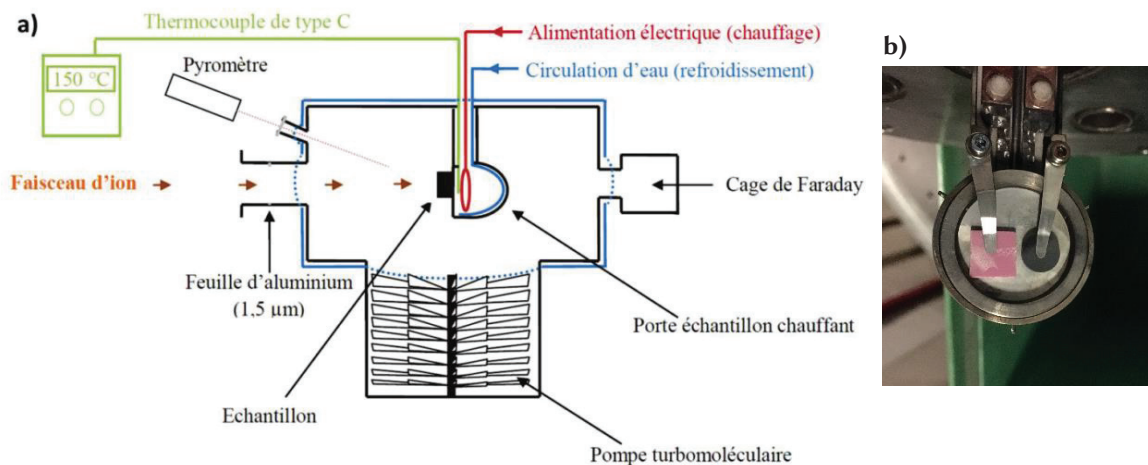 a)
Thermocouple de type C
Alimentation électrique (chauffage)
b)
150 °C
Pyromètre
Circulation d'eau (refroidissement)
Faisceau d'ion
Cage de Faraday
Feuille d'aluminium
(1,5 µm)
Porte échantillon chauffant
Echantillon
Pompe turbomoléculaire